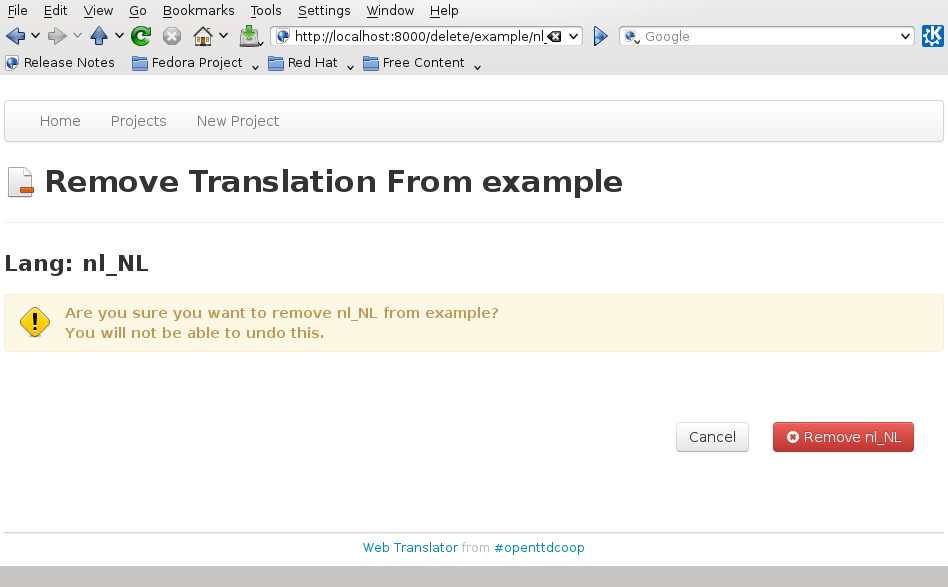 File Edit View Go Bookmarks Tools Settings Window Help
http://localhost:8000/delete/example/nl_ Google
Release Notes Fedora Project Red Hat Free Content
Home Projects New Project
Remove Translation From example
Lang: nl_NL
Are you sure you want to remove nl_NL from example?
You will not be able to undo this.
Cancel Remove nl_NL
Web Translator from #openttdcoop